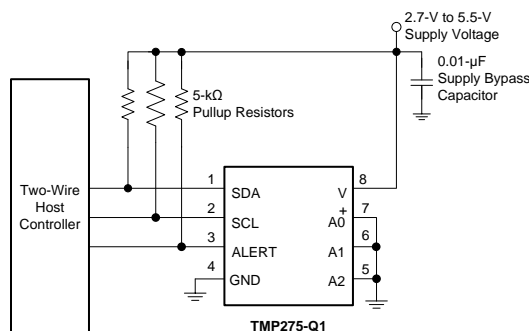 2.7-V to 5.5-V
Supply Voltage
0.01-µF
Supply Bypass
Capacitor
5-kΩ
Pullup Resistors
Two-Wire
Host
Controller
1
SDA
2
SCL
3
ALERT
4
GND
8
V
+
7
A0
6
A1
5
A2
TMP275-Q1